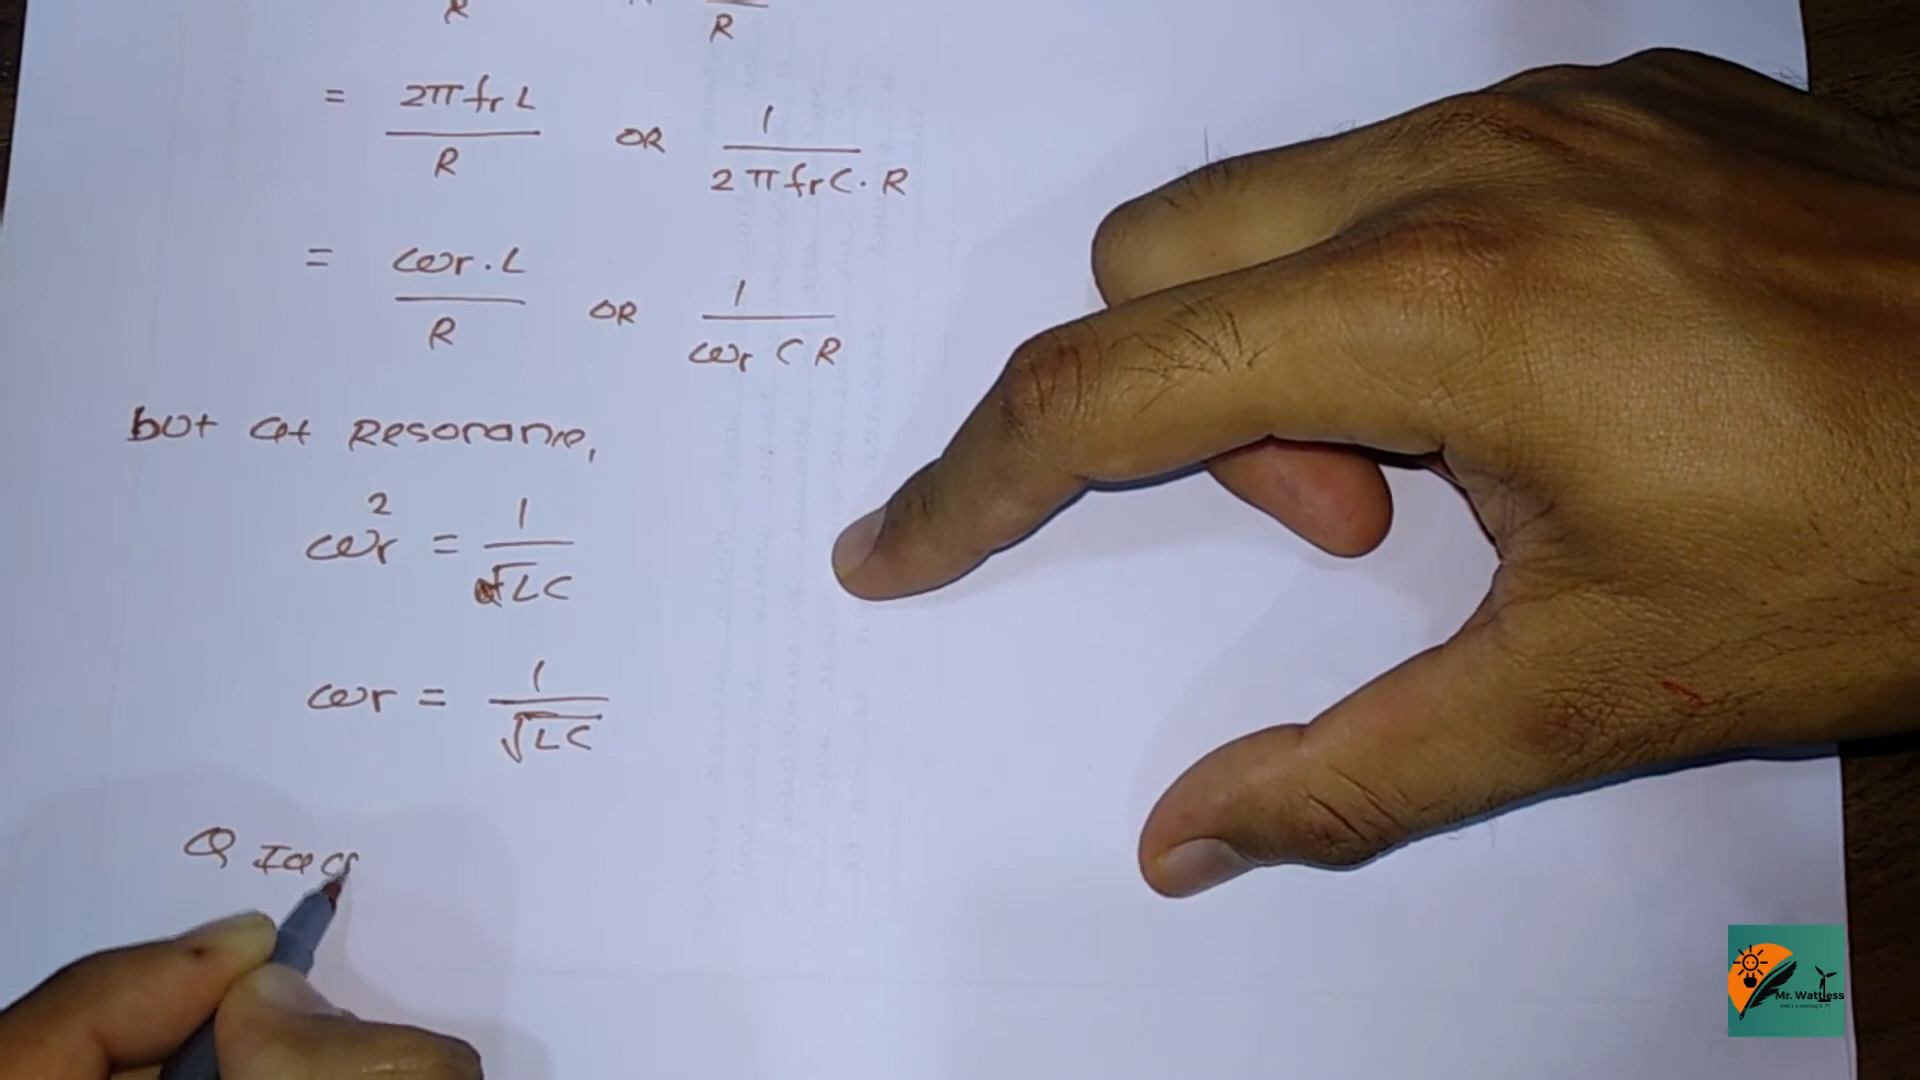 R R
= 2πfrL / R OR 1 / 2πfrC.R
= ωr.L / R OR 1 / ωr CR
but at Resonance,
ωr² = 1 / √LC
ωr = 1 / √LC
Q Fac
Mr. Wattless